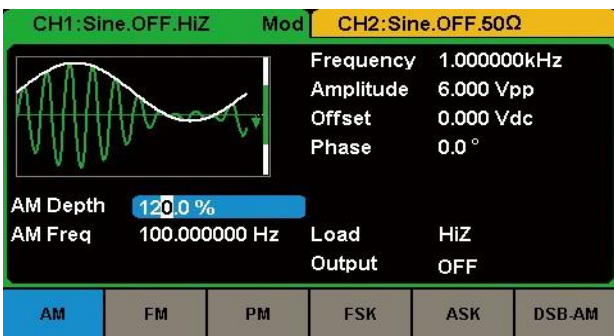 CH1:Sine.OFF.HiZ Mod CH2:Sine.OFF.50Ω
Frequency 1.000000kHz
Amplitude 6.000 Vpp
Offset 0.000 Vdc
Phase 0.0 °
AM Depth 120.0 %
AM Freq 100.000000 Hz Load HiZ
Output OFF
AM FM PM FSK ASK DSB-AM